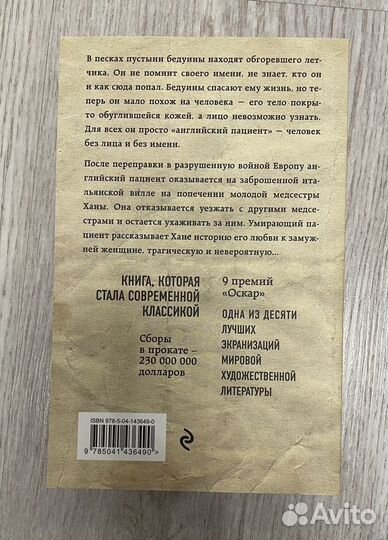 В песках пустыни бедуины находят обгоревшего лет-
чика. Он не помнит своего имени, не знает, кто он
и как сюда попал. Бедуины спасают ему жизнь, но те-
перь он мало похож на человека — его тело покры-
то обуглившейся кожей, а лицо невозможно узнать.
Для всех он просто «английский пациент» — человек
без лица и без имени.
После переправки в разрушенную войной Европу ан-
глийский пациент оказывается на заброшенной ита-
льянской вилле на попечении молодой медсестры
Ханы. Она отказывается уезжать с другими медсе-
страми и остается ухаживать за ним. Умирающий па-
циент рассказывает Хане историю его любви к замуж-
ней женщине, трагическую и невероятную...
КНИГА, КОТОРАЯ
СТАЛА СОВРЕМЕННОЙ
КЛАССИКОЙ
Сборы
в прокате –
230 000 000
долларов
9 премий
«Оскар»
ОДНА ИЗ ДЕСЯТИ
ЛУЧШИХ
ЭКРАНИЗАЦИЙ
МИРОВОЙ
ХУДОЖЕСТВЕННОЙ
ЛИТЕРАТУРЫ
ISBN 978-5-04-143649-0
9 785041 436490 >
Avito